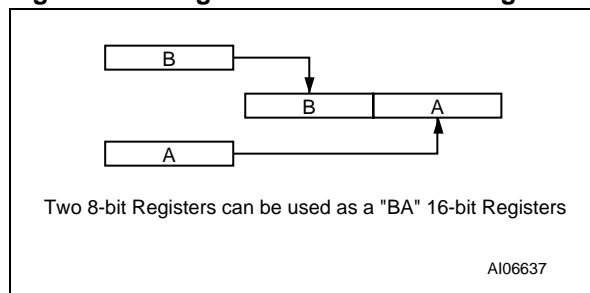 B
B A
A
Two 8-bit Registers can be used as a "BA" 16-bit Registers
AI06637